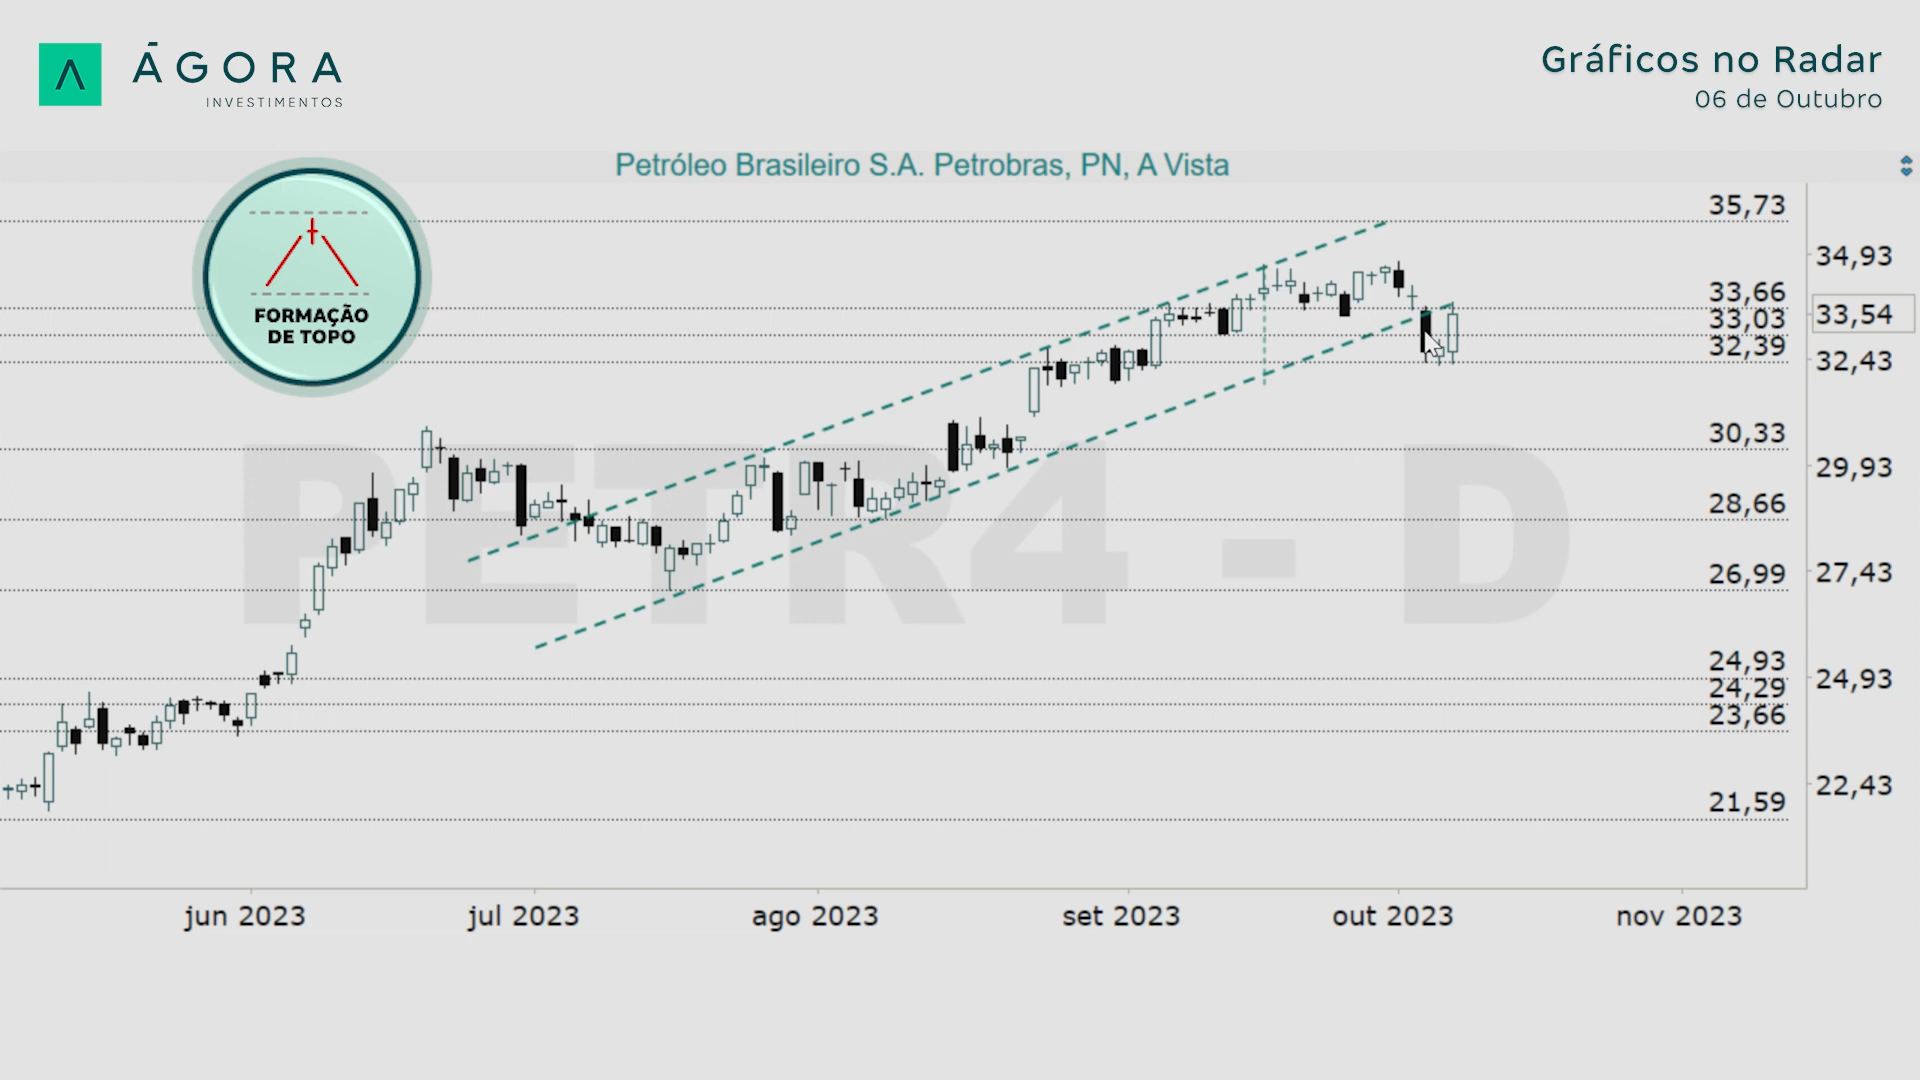 ÁGORA
INVESTIMENTOS
Gráficos no Radar
06 de Outubro
Petróleo Brasileiro S.A. Petrobras, PN, A Vista
FORMAÇÃO
DE TOPO
PETR4 - D
35,73
33,66
33,03
32,39
30,33
28,66
26,99
24,93
24,29
23,66
21,59
34,93
33,54
32,43
29,93
27,43
24,93
22,43
jun 2023
jul 2023
ago 2023
set 2023
out 2023
nov 2023